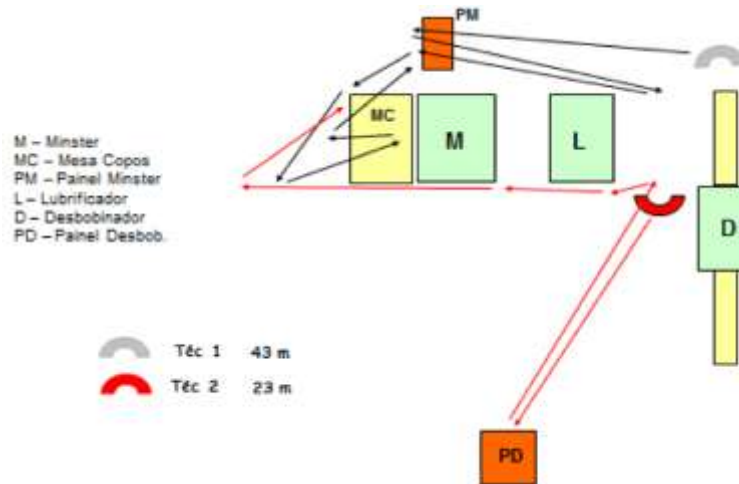 PM
MC
M
L
D
M – Minster
MC – Mesa Copos
PM – Painel Minster
L – Lubrificador
D – Desbobinador
PD – Painel Desbob.
Téc 1 43 m
Téc 2 23 m
PD